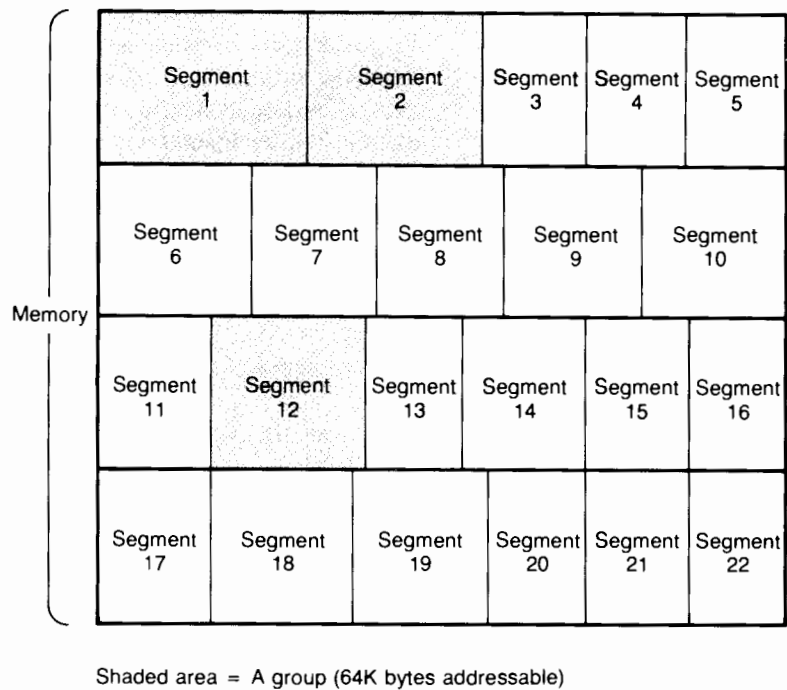 Segment
1
Segment
2
Segment
3
Segment
4
Segment
5
Segment
6
Segment
7
Segment
8
Segment
9
Segment
10
Memory
Segment
11
Segment
12
Segment
13
Segment
14
Segment
15
Segment
16
Segment
17
Segment
18
Segment
19
Segment
20
Segment
21
Segment
22
Shaded area = A group (64K bytes addressable)